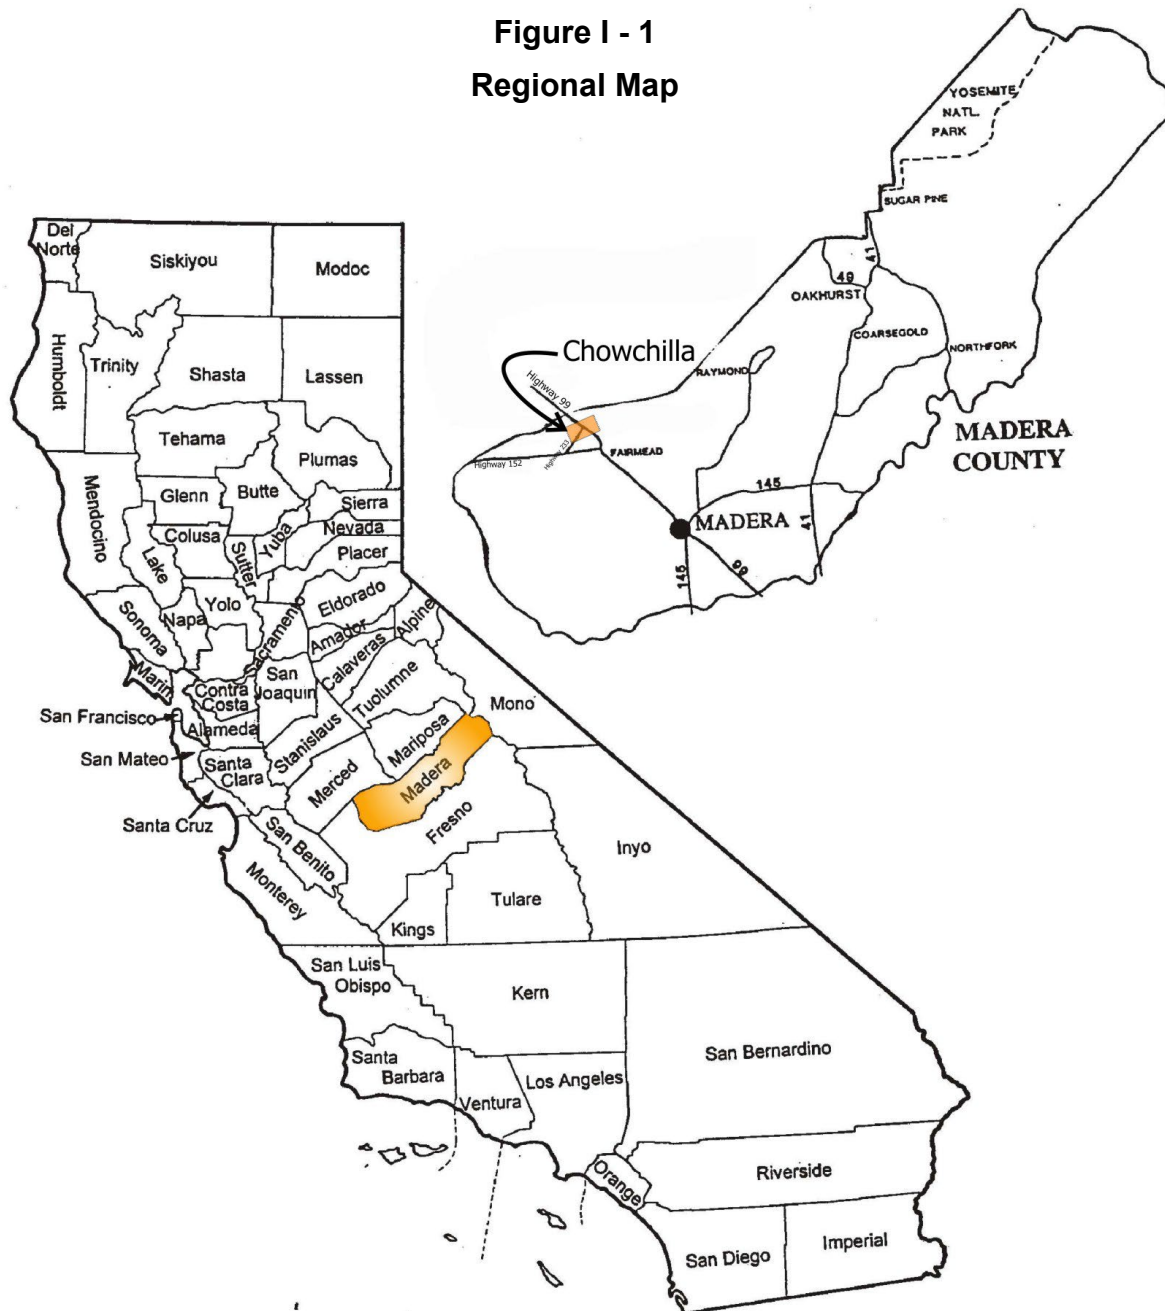 Figure I - 1
Regional Map
YOSEMITE
NATL.
PARK
SUGAR PINE
41
49
OAKHURST
COARSEGOLD
NORTHFORK
Chowchilla
RAYMOND
Highway 99
Highway 233
Highway 152
FAIRMEAD
MADERA
COUNTY
145
MADERA
41
145
99
Del
Norte
Siskiyou
Modoc
Humboldt
Trinity
Shasta
Lassen
Tehama
Plumas
Mendocino
Glenn
Butte
Sierra
Colusa
Yuba
Nevada
Lake
Sutter
Placer
Sonoma
Napa
Yolo
Sacramento
Eldorado
Amador
Alpine
Calaveras
Marin
Contra
Costa
San
Joaquin
Tuolumne
Mono
San Francisco
Alameda
Stanislaus
Mariposa
San Mateo
Santa
Clara
Merced
Madera
Santa Cruz
San Benito
Fresno
Inyo
Monterey
Tulare
Kings
San Luis
Obispo
Kern
San Bernardino
Santa
Barbara
Ventura
Los Angeles
Orange
Riverside
San Diego
Imperial